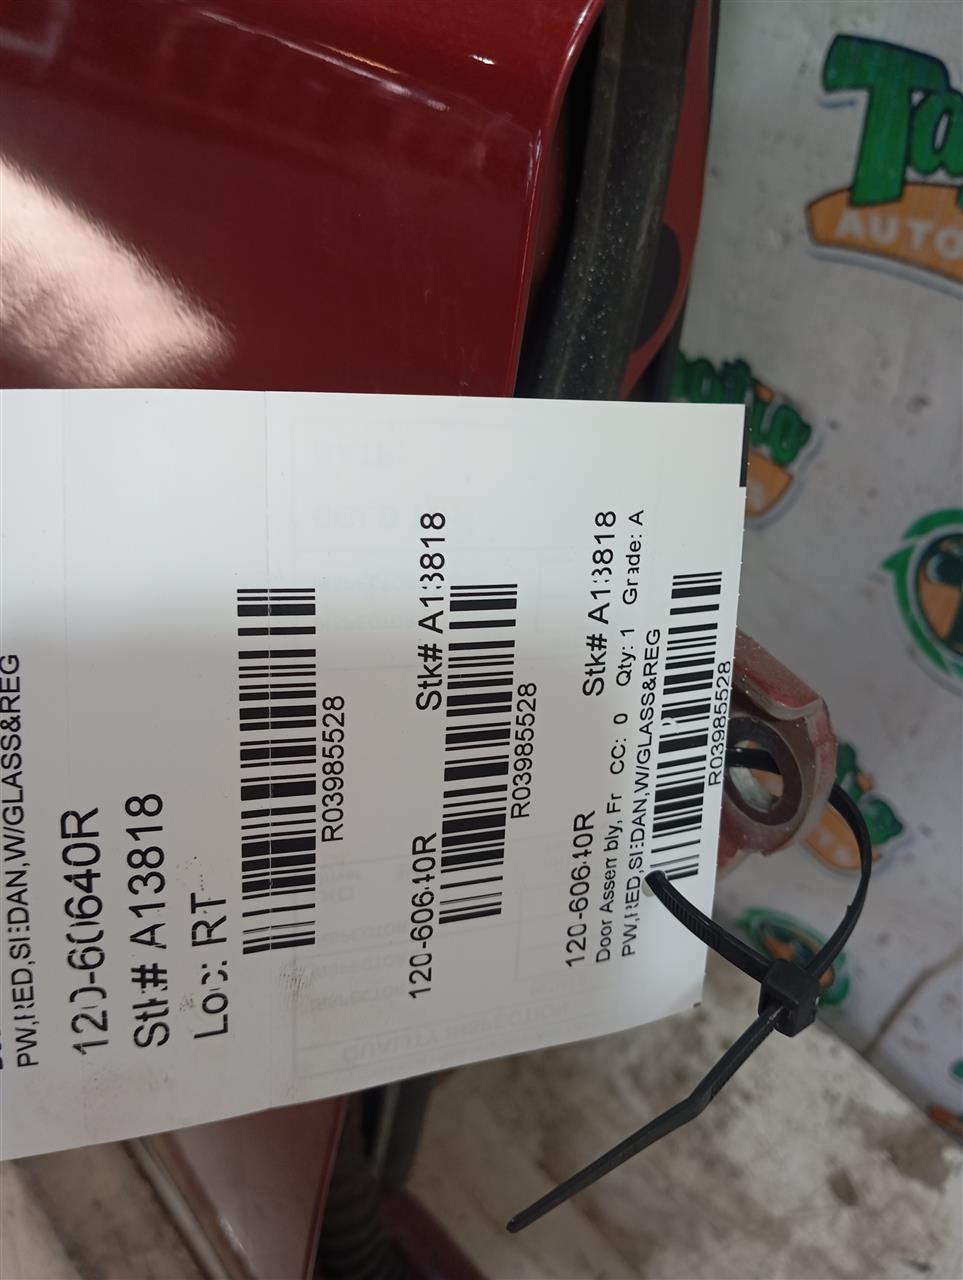 PW,RED,SEDAN,W/GLASS&REG
120-60640R
Stk# A13818
Loc: RT
R03985528
120-60640R Stk# A13818
R03985528
120-60640R Stk# A13818
Door Assembly, Fr CC: 0 Qty: 1 Grade: A
PW,RED,SEDAN,W/GLASS&REG
R03985528
AUTO